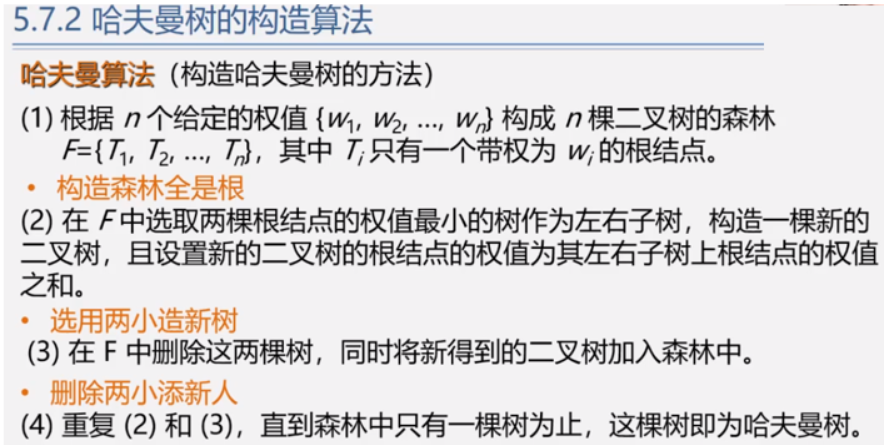 5.7.2 哈夫曼树的构造算法
哈夫曼算法（构造哈夫曼树的方法）
(1) 根据 n 个给定的权值 {w1, w2, ..., wn} 构成 n 棵二叉树的森林
F={T1, T2, ..., Tn}，其中 Ti 只有一个带权为 wi 的根结点。
• 构造森林全是根
(2) 在 F 中选取两棵根结点的权值最小的树作为左右子树，构造一棵新的
二叉树，且设置新的二叉树的根结点的权值为其左右子树上根结点的权值
之和。
• 选用两小造新树
(3) 在 F 中删除这两棵树，同时将新得到的二叉树加入森林中。
• 删除两小添新人
(4) 重复 (2) 和 (3)，直到森林中只有一棵树为止，这棵树即为哈夫曼树。